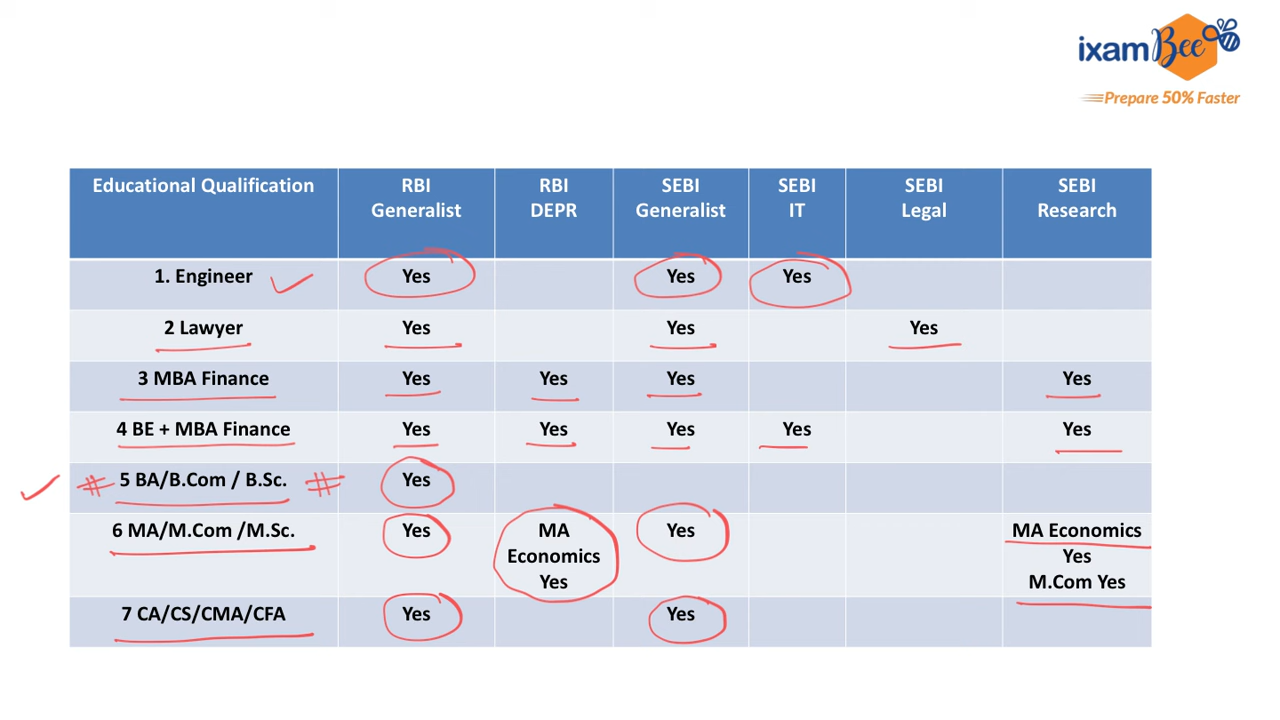 ixamBee
Prepare 50% Faster
Educational Qualification RBI Generalist RBI DEPR SEBI Generalist SEBI IT SEBI Legal SEBI Research
1. Engineer Yes Yes Yes
2 Lawyer Yes Yes Yes
3 MBA Finance Yes Yes Yes Yes
4 BE + MBA Finance Yes Yes Yes Yes Yes
# 5 BA/B.Com / B.Sc. # Yes
6 MA/M.Com /M.Sc. Yes MA Economics Yes Yes MA Economics Yes M.Com Yes
7 CA/CS/CMA/CFA Yes Yes